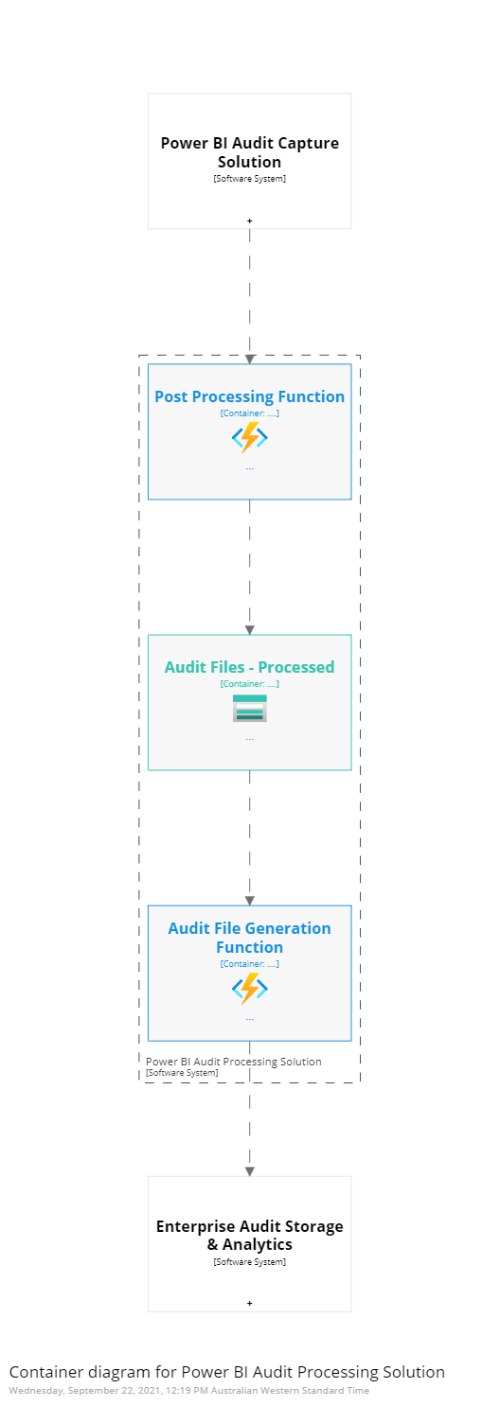 Power BI Audit Capture
Solution
[Software System]
+
Post Processing Function
[Container: ....]
...
Audit Files - Processed
[Container: ....]
...
Audit File Generation
Function
[Container: ....]
...
Power BI Audit Processing Solution
[Software System]
Enterprise Audit Storage
& Analytics
[Software System]
+
Container diagram for Power BI Audit Processing Solution
Wednesday, September 22, 2021, 12:19 PM Australian Western Standard Time